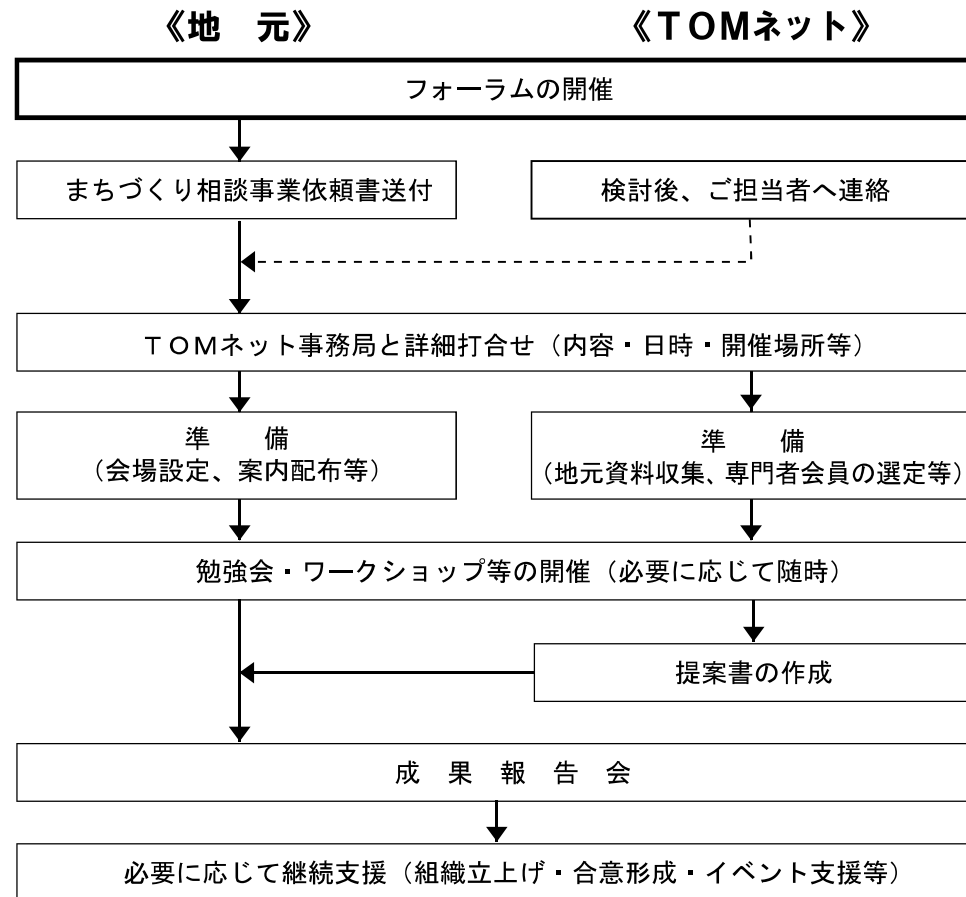 《地　元》
《ＴＯＭネット》
フォーラムの開催
まちづくり相談事業依頼書送付
検討後、ご担当者へ連絡
ＴＯＭネット事務局と詳細打合せ（内容・日時・開催場所等）
準　　備
（会場設定、案内配布等）
準　　備
（地元資料収集、専門者会員の選定等）
勉強会・ワークショップ等の開催（必要に応じて随時）
提案書の作成
成　果　報　告　会
必要に応じて継続支援（組織立上げ・合意形成・イベント支援等）